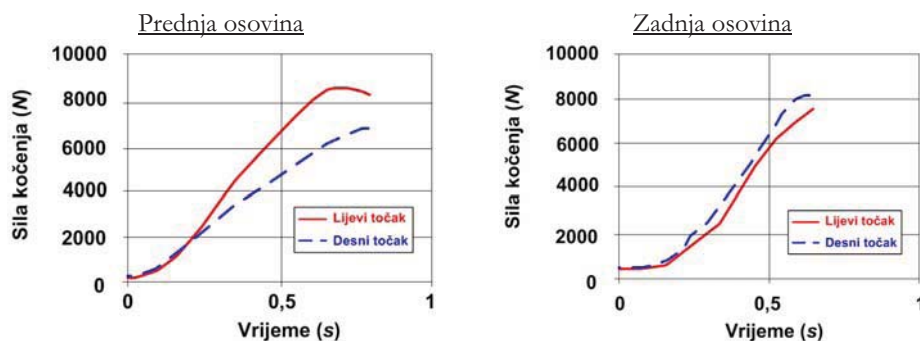 Prednja osovina
Sila kočenja (N)
10000
8000
6000
4000
2000
0
Lijevi točak
Desni točak
0
0,5
1
Vrijeme (s)
Zadnja osovina
Sila kočenja (N)
10000
8000
6000
4000
2000
0
Lijevi točak
Desni točak
0
0,5
1
Vrijeme (s)